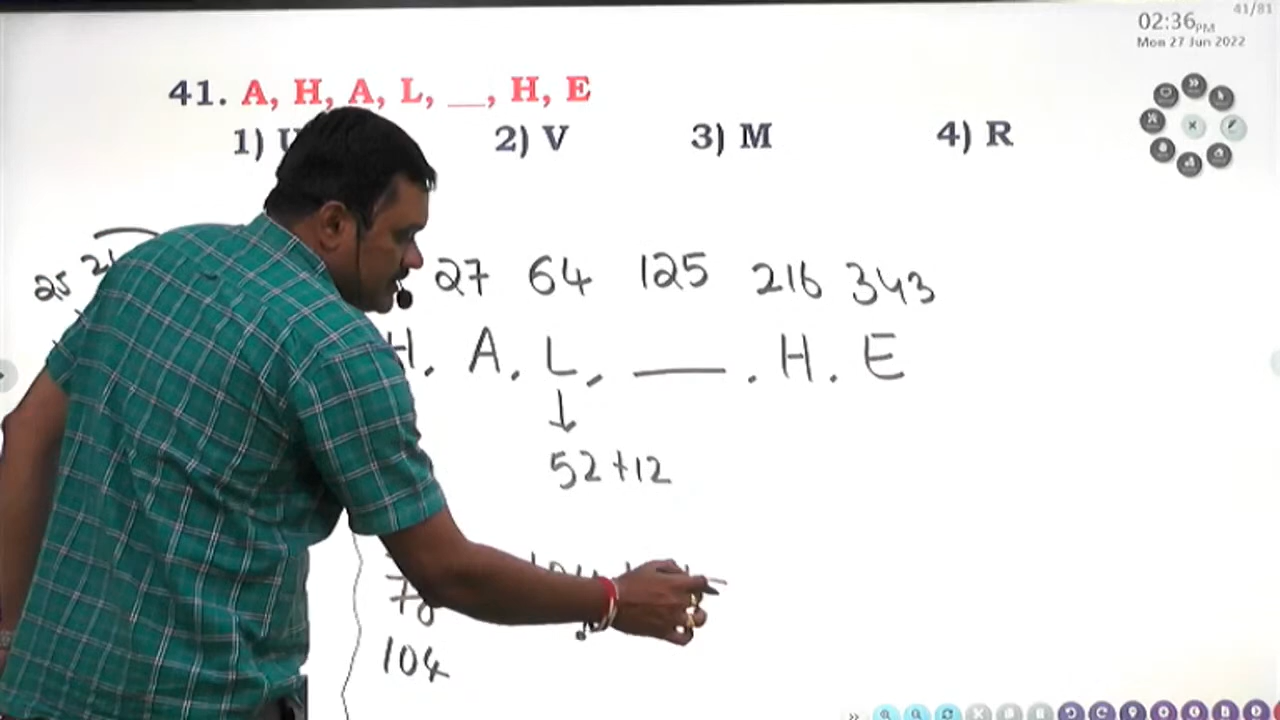 41/81
02:36PM
Mon 27 Jun 2022
41. A, H, A, L, __, H, E
1) U 2) V 3) M 4) R
25 27 64 125 216 343
H. A. L, ___ . H. E
52+12
78
104